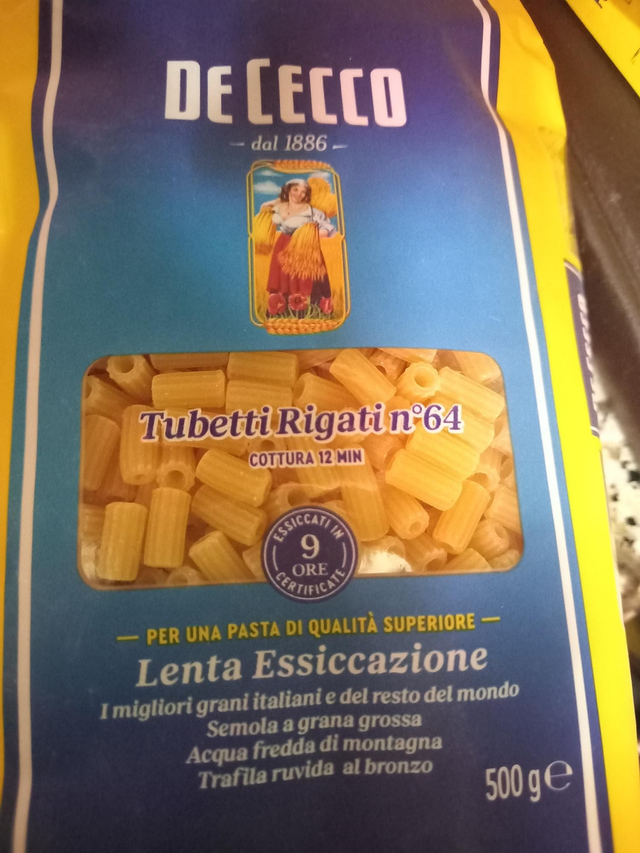 DE CECCO
dal 1886
Tubetti Rigati n°64
COTTURA 12 MIN
ESSICCATI IN
9
ORE
CERTIFICATE
PER UNA PASTA DI QUALITÀ SUPERIORE
Lenta Essiccazione
I migliori grani italiani e del resto del mondo
Semola a grana grossa
Acqua fredda di montagna
Trafila ruvida al bronzo
500 g e